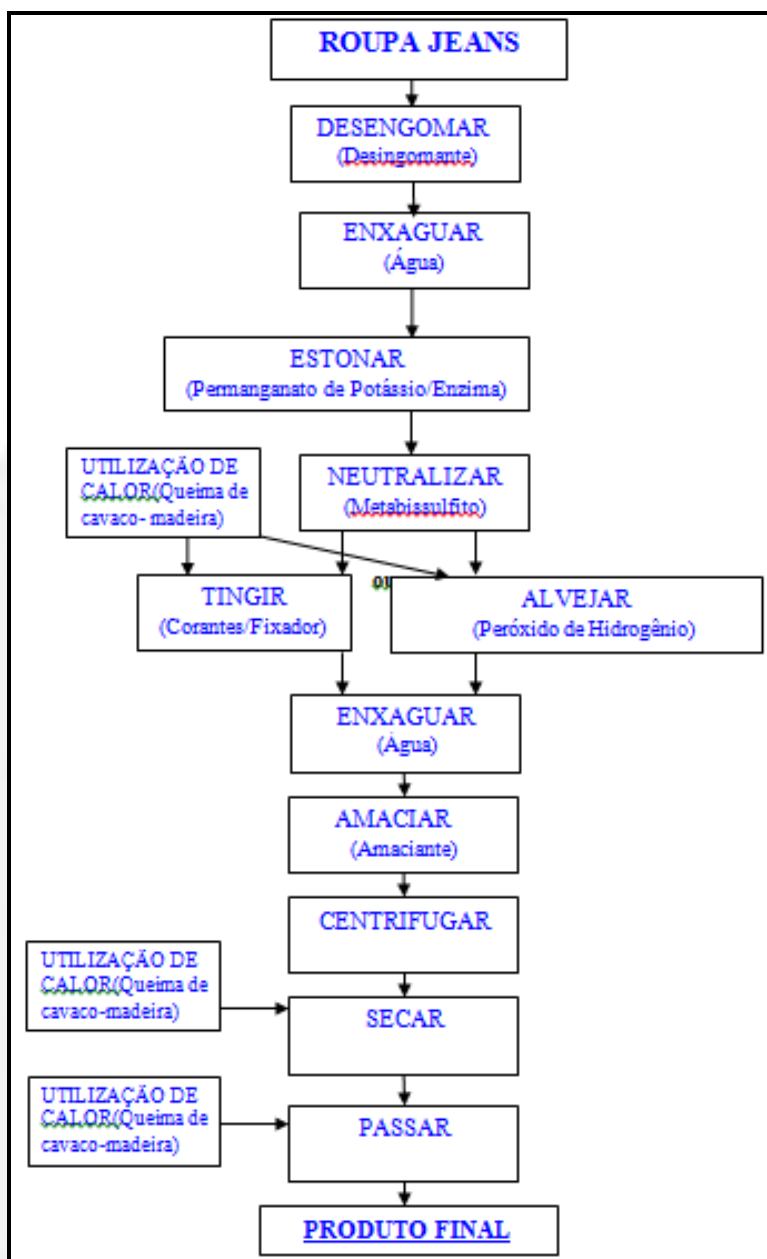 ROUPA JEANS
DESENGOMAR
(Desingomante)
ENXAGUAR
(Água)
ESTONAR
(Permanganato de Potássio/Enzima)
UTILIZAÇÃO DE
CALOR(Queima de
cavaco- madeira)
NEUTRALIZAR
(Metabissulfito)
TINGIR
(Corantes/Fixador)
ou
ALVEJAR
(Peróxido de Hidrogênio)
ENXAGUAR
(Água)
AMACIAR
(Amaciante)
CENTRIFUGAR
UTILIZAÇÃO DE
CALOR(Queima de
cavaco-madeira)
SECAR
UTILIZAÇÃO DE
CALOR(Queima de
cavaco-madeira)
PASSAR
PRODUTO FINAL